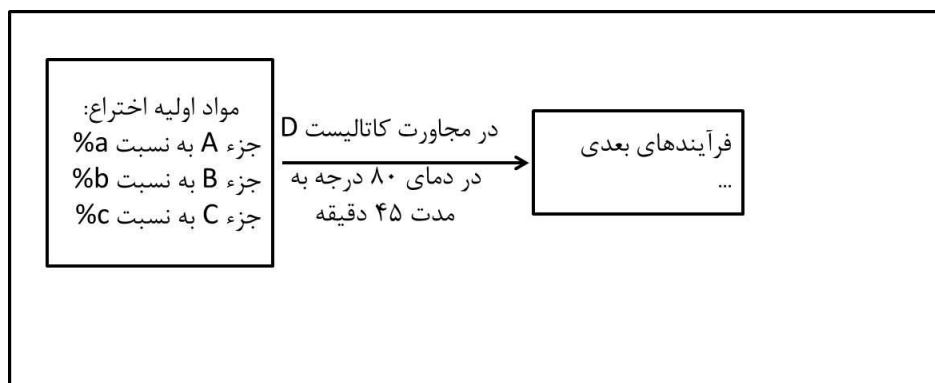 مواد اولیه اختراع:
جزء A به نسبت a%
جزء B به نسبت b%
جزء C به نسبت c%
در مجاورت کاتالیست D
در دمای ۸۰ درجه به
مدت ۴۵ دقیقه
فرآیندهای بعدی
...